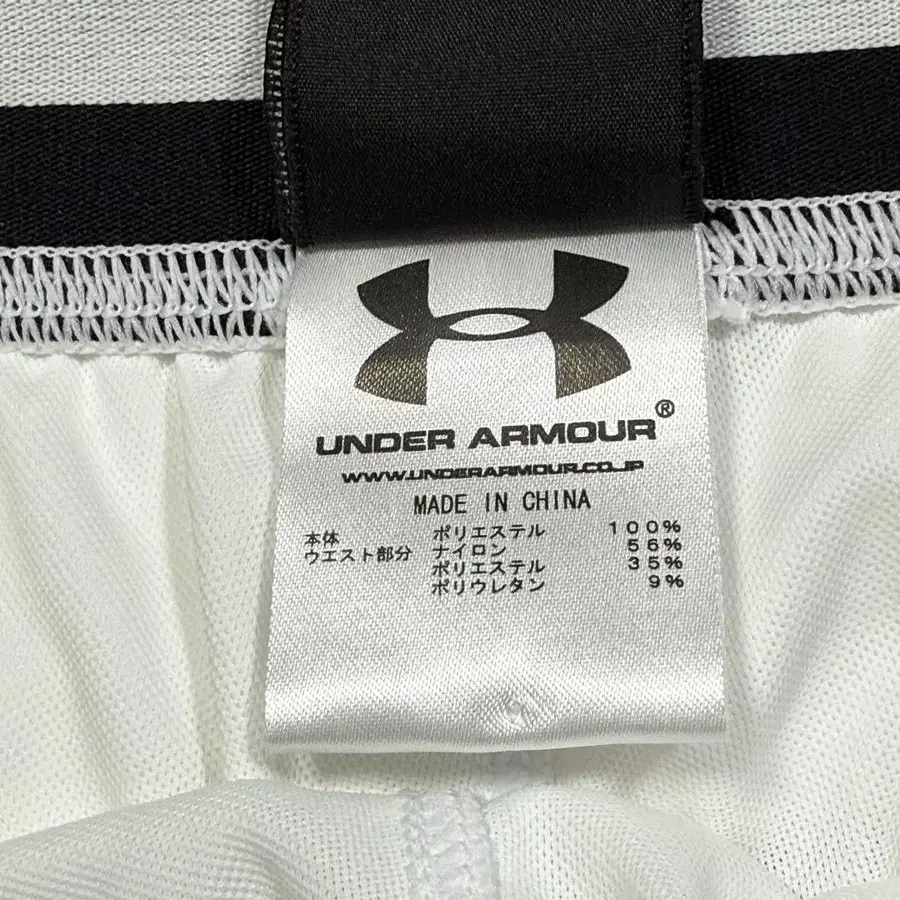 UNDER ARMOUR®
WWW.UNDERARMOUR.CO.JP
MADE IN CHINA
本体 ポリエステル 100%
ウエスト部分 ナイロン 56%
ポリエステル 35%
ポリウレタン 9%